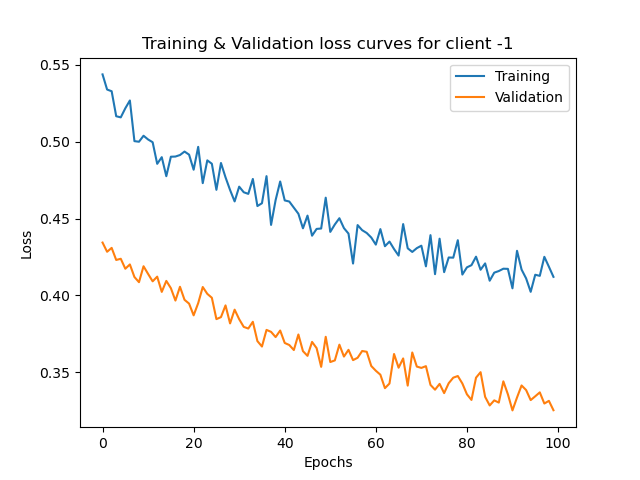 Training & Validation loss curves for client -1
Training
Validation
0.55
0.50
0.45
0.40
0.35
Loss
0
20
40
60
80
100
Epochs